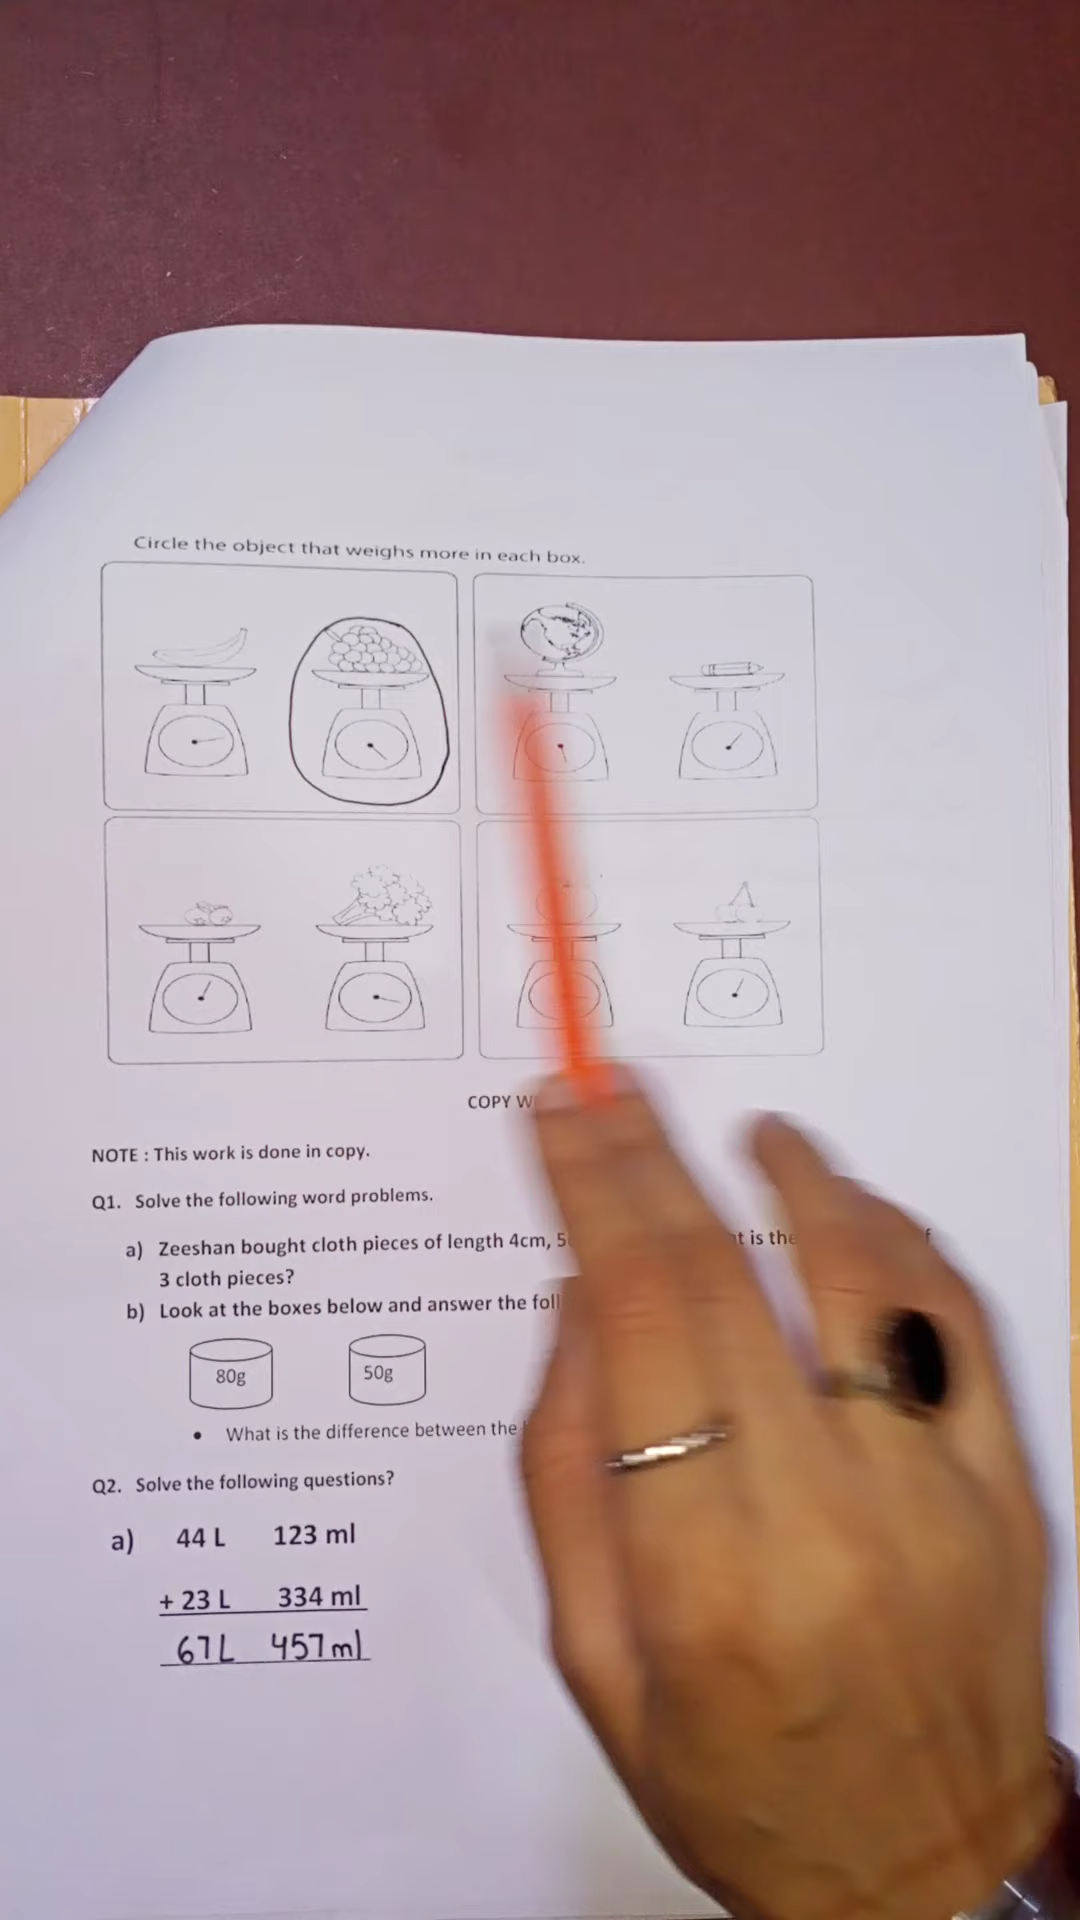 Circle the object that weighs more in each box.
COPY
NOTE : This work is done in copy.
Q1. Solve the following word problems.
a) Zeeshan bought cloth pieces of length 4cm, is the
3 cloth pieces?
b) Look at the boxes below and answer the
80g 50g
• What is the difference between the
Q2. Solve the following questions?
a) 44 L 123 ml
+ 23 L 334 ml
67L 457ml